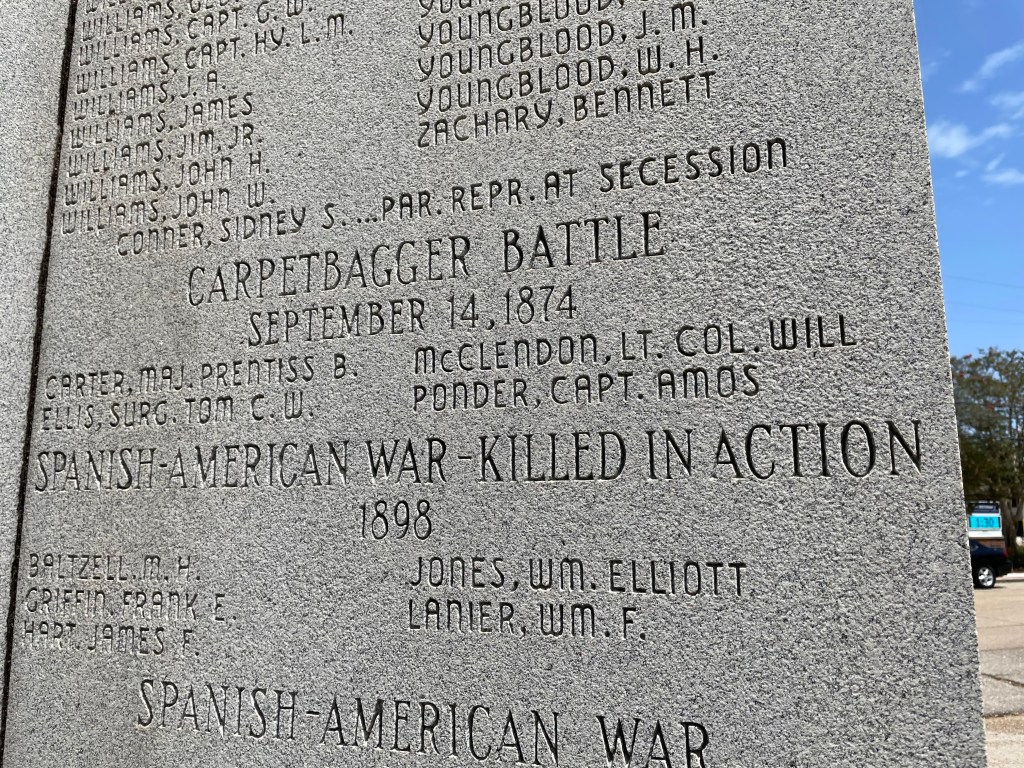 WILLIAMS, CAPT. G. W.
WILLIAMS, CAPT. HY. L. M.
WILLIAMS, J. A.
WILLIAMS, JAMES
WILLIAMS, JIM, JR.
WILLIAMS, JOHN H.
WILLIAMS, JOHN W.
YOUNGBLOOD,
YOUNGBLOOD, J. M.
YOUNGBLOOD, W. H.
ZACHARY, BENNETT
CONNER, SIDNEY S. ...PAR. REPR. AT SECESSION
CARPETBAGGER BATTLE
SEPTEMBER 14, 1874
CARTER, MAJ. PRENTISS B.
ELLIS, SURG. TOM C. W.
McCLENDON, LT. COL. WILL
PONDER, CAPT. AMOS
SPANISH-AMERICAN WAR-KILLED IN ACTION
1898
BALTZELL, M. H.
GRIFFIN, FRANK E.
HART, JAMES F.
JONES, WM. ELLIOTT
LANIER, WM. F.
SPANISH-AMERICAN WAR
1:30